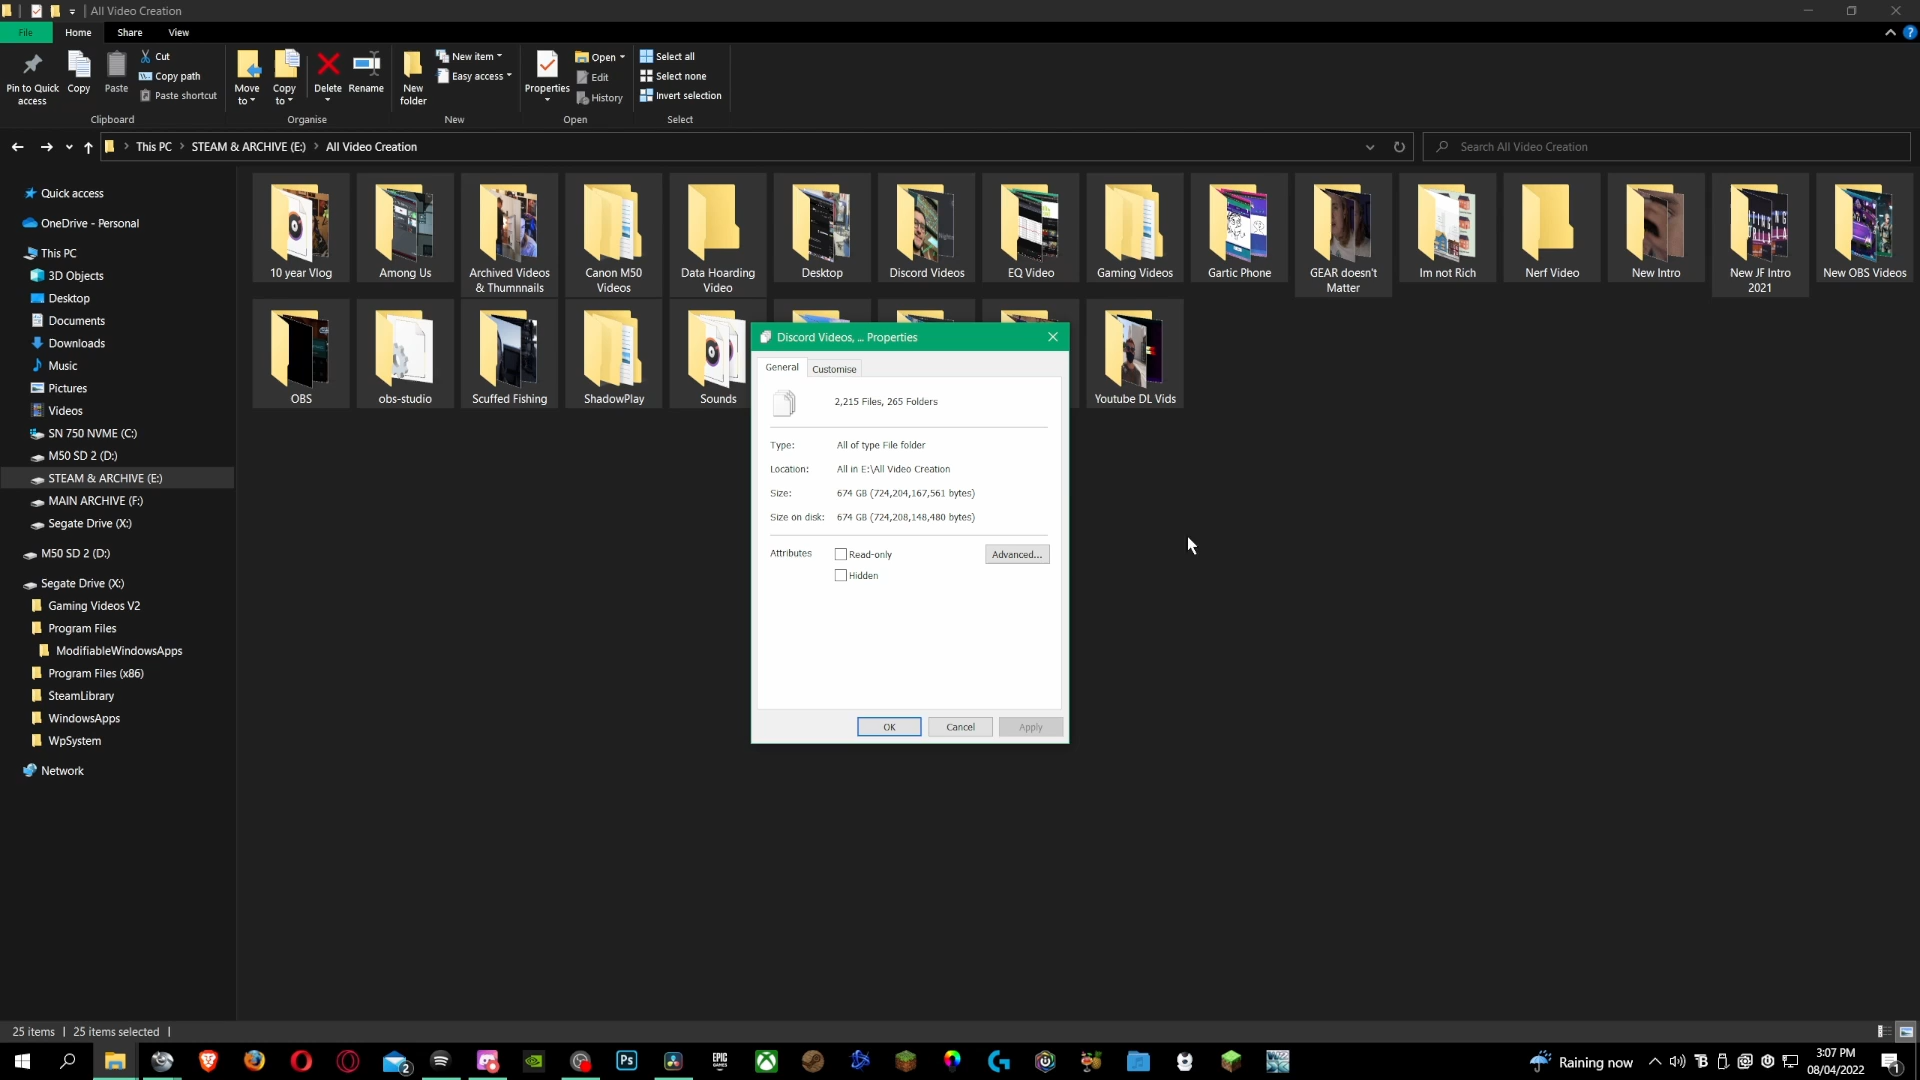 All Video Creation
File
Home
Share
View
Pin to Quick
access
Copy
Paste
Cut
Copy path
Paste shortcut
Clipboard
Move
to
Copy
to
Delete
Rename
Organise
New
folder
New item
Easy access
New
Properties
Open
Edit
History
Open
Select all
Select none
Invert selection
Select
This PC
STEAM & ARCHIVE (E:)
All Video Creation
Search All Video Creation
Quick access
OneDrive - Personal
This PC
3D Objects
Desktop
Documents
Downloads
Music
Pictures
Videos
SN 750 NVME (C:)
M50 SD 2 (D:)
STEAM & ARCHIVE (E:)
MAIN ARCHIVE (F:)
Segate Drive (X:)
M50 SD 2 (D:)
Segate Drive (X:)
Gaming Videos V2
Program Files
ModifiableWindowsApps
Program Files (x86)
SteamLibrary
WindowsApps
WpSystem
Network
10 year Vlog
Among Us
Archived Videos
& Thumnnails
Canon M50
Videos
Data Hoarding
Video
Desktop
Discord Videos
EQ Video
Gaming Videos
Gartic Phone
GEAR doesn't
Matter
Im not Rich
Nerf Video
New Intro
New JF Intro
2021
New OBS Videos
OBS
obs-studio
Scuffed Fishing
ShadowPlay
Sounds
Youtube DL Vids
Discord Videos, ... Properties
General
Customise
2,215 Files, 265 Folders
Type: All of type File folder
Location: All in E:\All Video Creation
Size: 674 GB (724,204,167,561 bytes)
Size on disk: 674 GB (724,208,148,480 bytes)
Attributes
Read-only
Advanced...
Hidden
OK
Cancel
Apply
25 items
25 items selected
2
Ps
EPIC
GAMES
Raining now
3:07 PM
08/04/2022
1